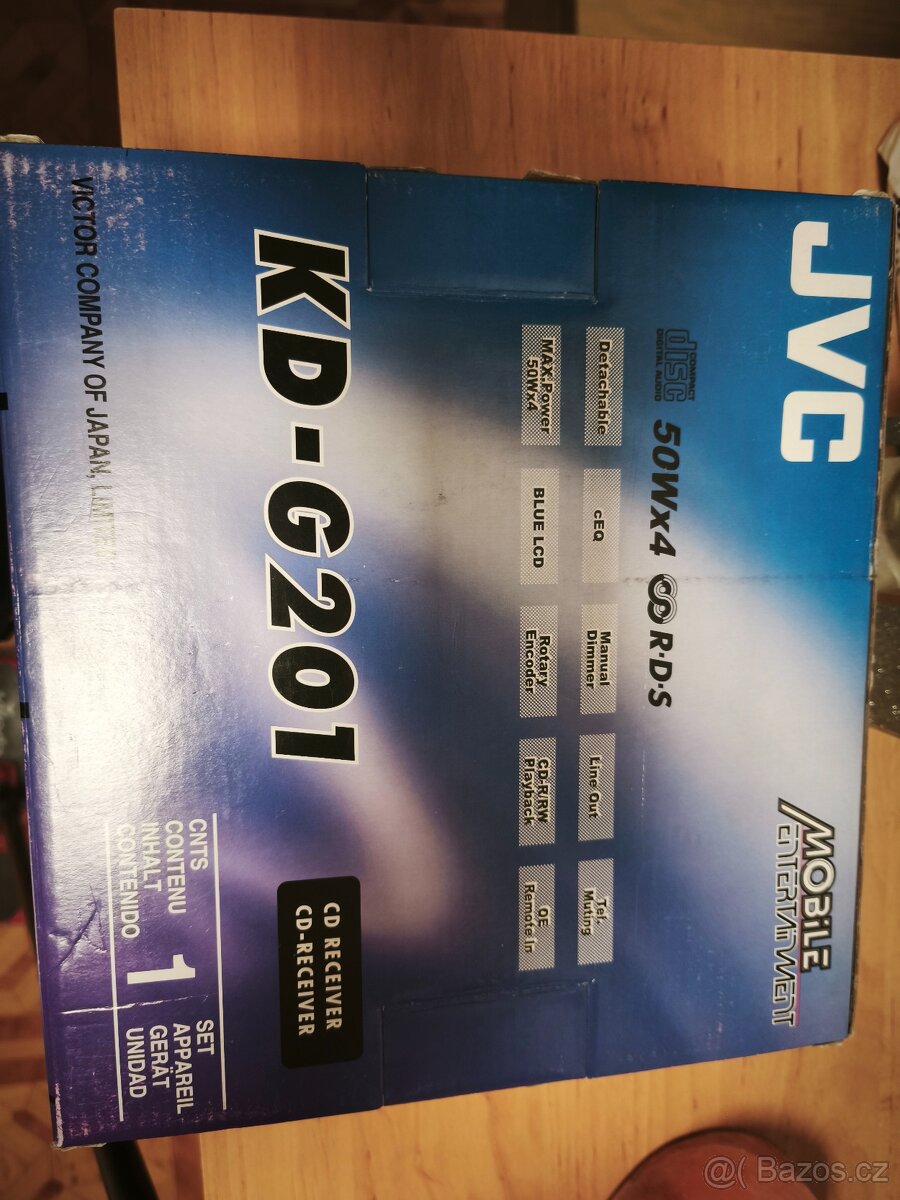 JVC
MOBILE
ENTERTAINMENT
COMPACT
disc
DIGITAL AUDIO
50Wx4 R·D·S
Detachable
cEQ
Manual
Dimmer
Line Out
Tel.
Muting
MAX.Power
50Wx4
BLUE LCD
Rotary
Encoder
CD-R/RW
Playback
OE
Remote In
KD-G201
CD RECEIVER
CD-RECEIVER
CNTS
CONTENU
INHALT
CONTENIDO
1
SET
APPAREIL
GERÄT
UNIDAD
VICTOR COMPANY OF JAPAN, LIMITED
@( Bazos.cz